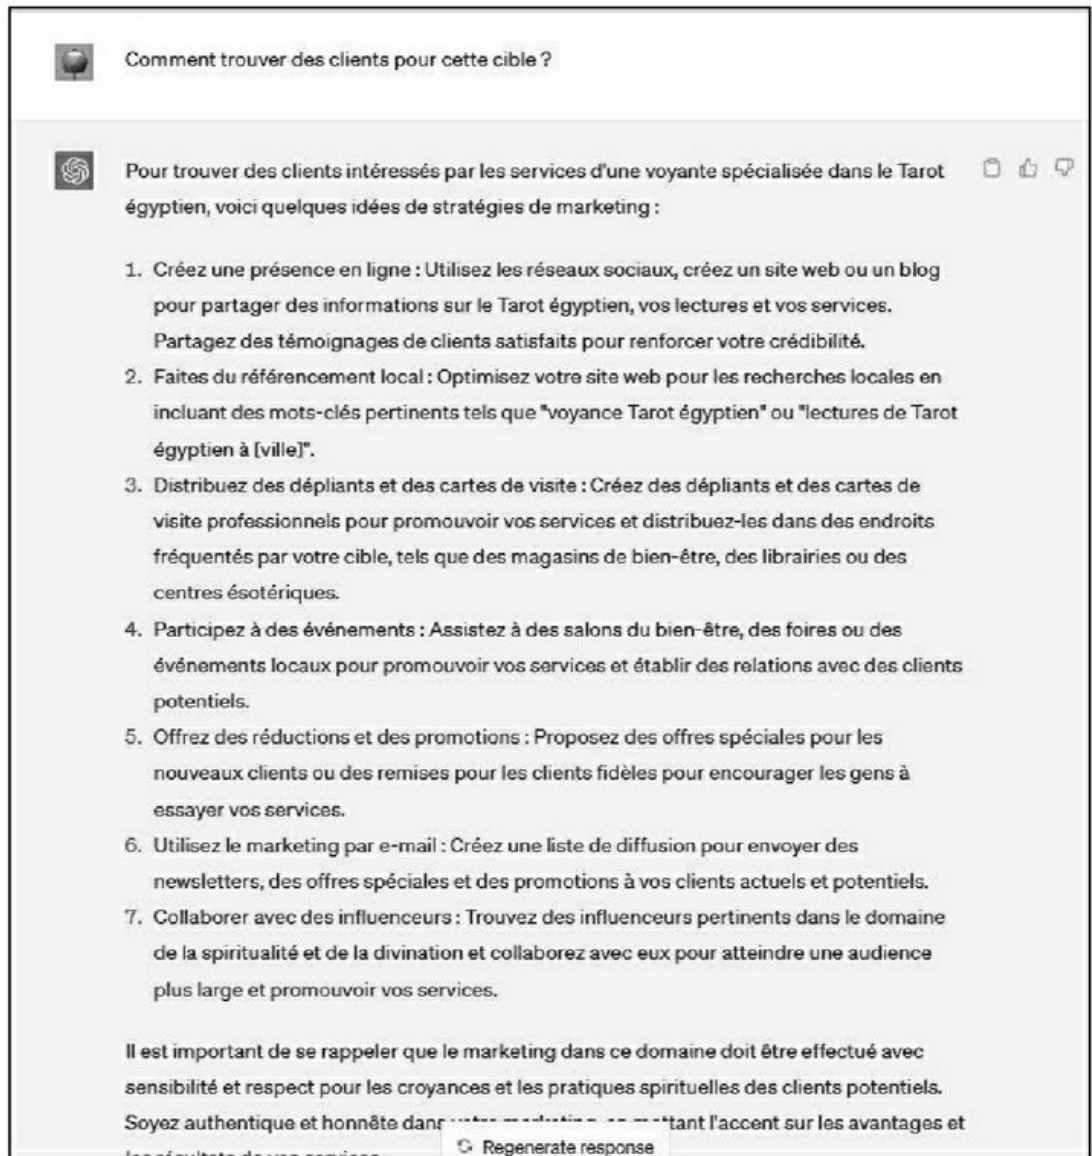 Comment trouver des clients pour cette cible ?
Pour trouver des clients intéressés par les services d'une voyante spécialisée dans le Tarot
égyptien, voici quelques idées de stratégies de marketing :
1. Créez une présence en ligne : Utilisez les réseaux sociaux, créez un site web ou un blog
pour partager des informations sur le Tarot égyptien, vos lectures et vos services.
Partagez des témoignages de clients satisfaits pour renforcer votre crédibilité.
2. Faites du référencement local : Optimisez votre site web pour les recherches locales en
incluant des mots-clés pertinents tels que "voyance Tarot égyptien" ou "lectures de Tarot
égyptien à [ville]".
3. Distribuez des dépliants et des cartes de visite : Créez des dépliants et des cartes de
visite professionnels pour promouvoir vos services et distribuez-les dans des endroits
fréquentés par votre cible, tels que des magasins de bien-être, des librairies ou des
centres ésotériques.
4. Participez à des événements : Assistez à des salons du bien-être, des foires ou des
événements locaux pour promouvoir vos services et établir des relations avec des clients
potentiels.
5. Offrez des réductions et des promotions : Proposez des offres spéciales pour les
nouveaux clients ou des remises pour les clients fidèles pour encourager les gens à
essayer vos services.
6. Utilisez le marketing par e-mail : Créez une liste de diffusion pour envoyer des
newsletters, des offres spéciales et des promotions à vos clients actuels et potentiels.
7. Collaborer avec des influenceurs : Trouvez des influenceurs pertinents dans le domaine
de la spiritualité et de la divination et collaborez avec eux pour atteindre une audience
plus large et promouvoir vos services.
Il est important de se rappeler que le marketing dans ce domaine doit être effectué avec
sensibilité et respect pour les croyances et les pratiques spirituelles des clients potentiels.
Soyez authentique et honnête dans l'accent sur les avantages et
Regenerate response